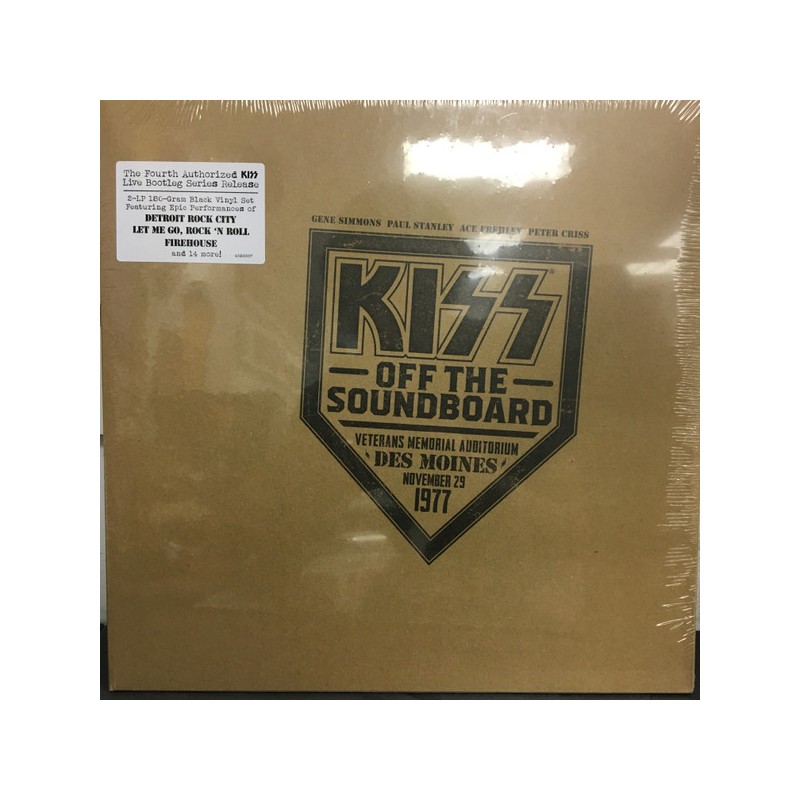 The Fourth Authorized KISS
Live Bootleg Series Release
2-LP 180-Gram Black Vinyl Set
Featuring Epic Performances of
DETROIT ROCK CITY
LET ME GO, ROCK 'N ROLL
FIREHOUSE
and 14 more!
GENE SIMMONS PAUL STANLEY ACE FREHLEY PETER CRISS
KISS®
OFF THE
SOUNDBOARD
VETERANS MEMORIAL AUDITORIUM
DES MOINES
NOVEMBER 29
1977